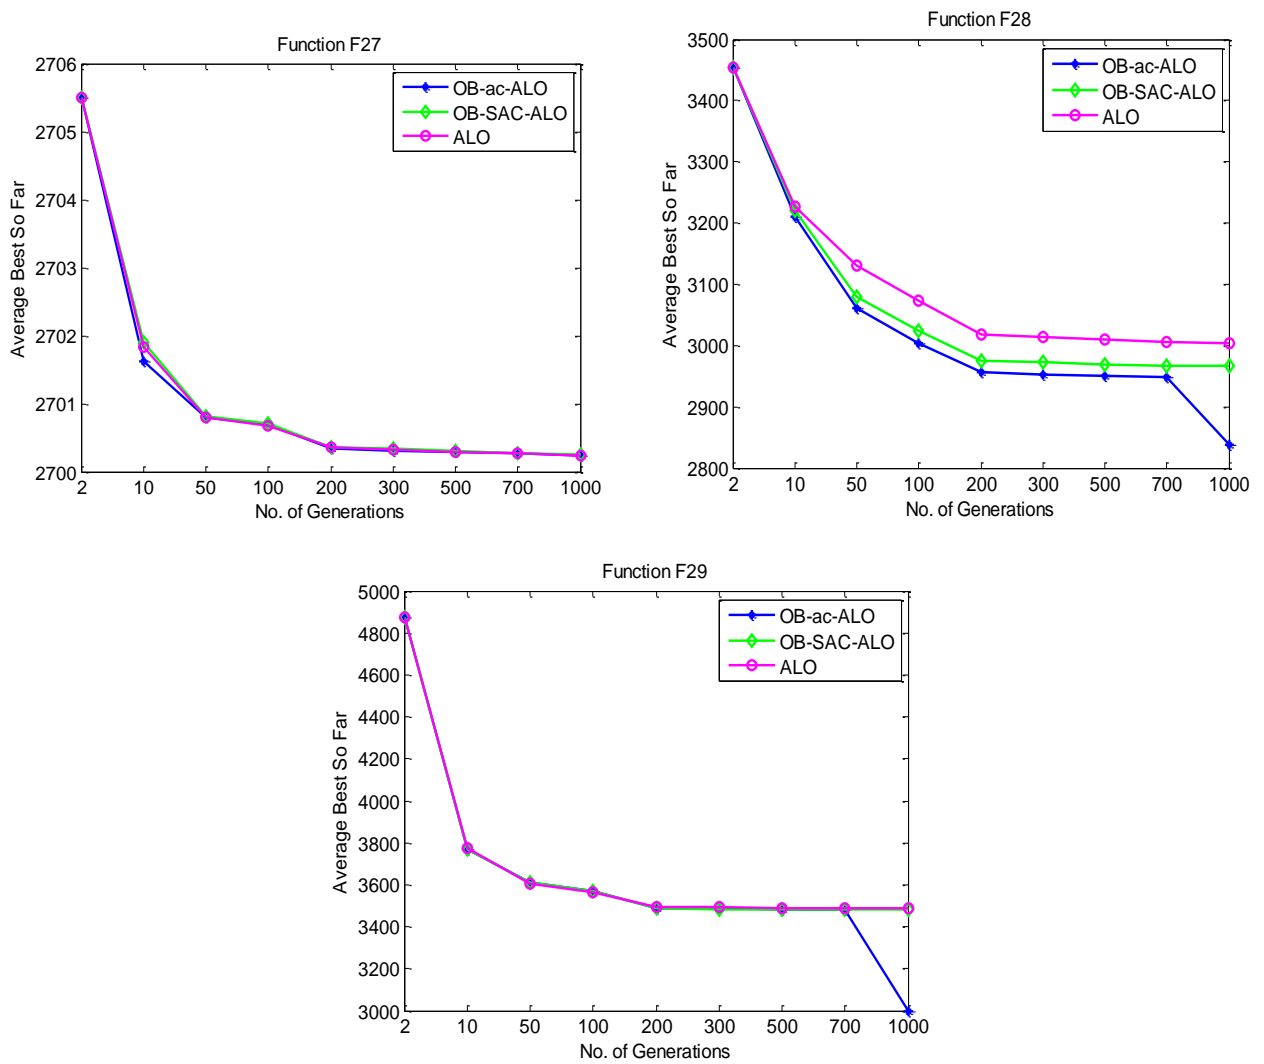 Function F27
2706
2705
2704
2703
2702
2701
2700
Average Best So Far
OB-ac-ALO
OB-SAC-ALO
ALO
2 10 50 100 200 300 500 700 1000
No. of Generations
Function F28
3500
3400
3300
3200
3100
3000
2900
2800
Average Best So Far
OB-ac-ALO
OB-SAC-ALO
ALO
2 10 50 100 200 300 500 700 1000
No. of Generations
Function F29
5000
4800
4600
4400
4200
4000
3800
3600
3400
3200
3000
Average Best So Far
OB-ac-ALO
OB-SAC-ALO
ALO
2 10 50 100 200 300 500 700 1000
No. of Generations